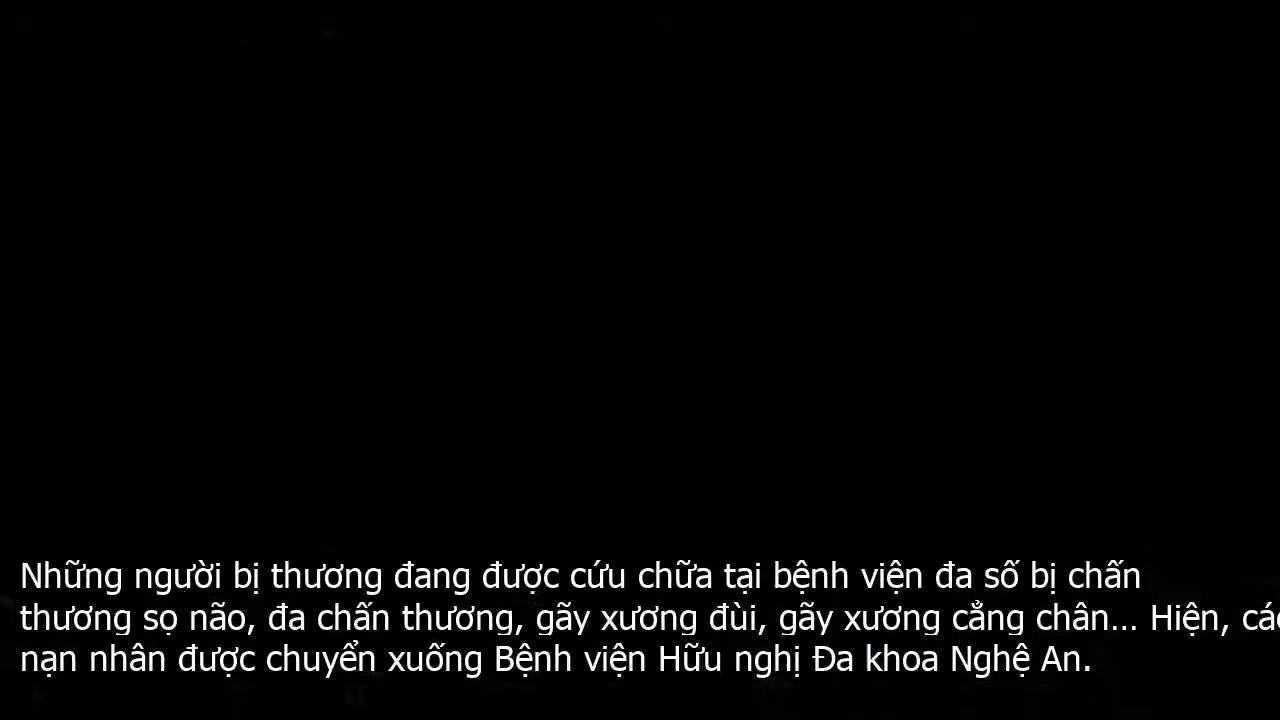 Những người bị thương đang được cứu chữa tại bệnh viện đa số bị chấn
thương sọ não, đa chấn thương, gãy xương đùi, gãy xương cẳng chân... Hiện,
nạn nhân được chuyển xuống Bệnh viện Hữu nghị Đa khoa Nghệ An.